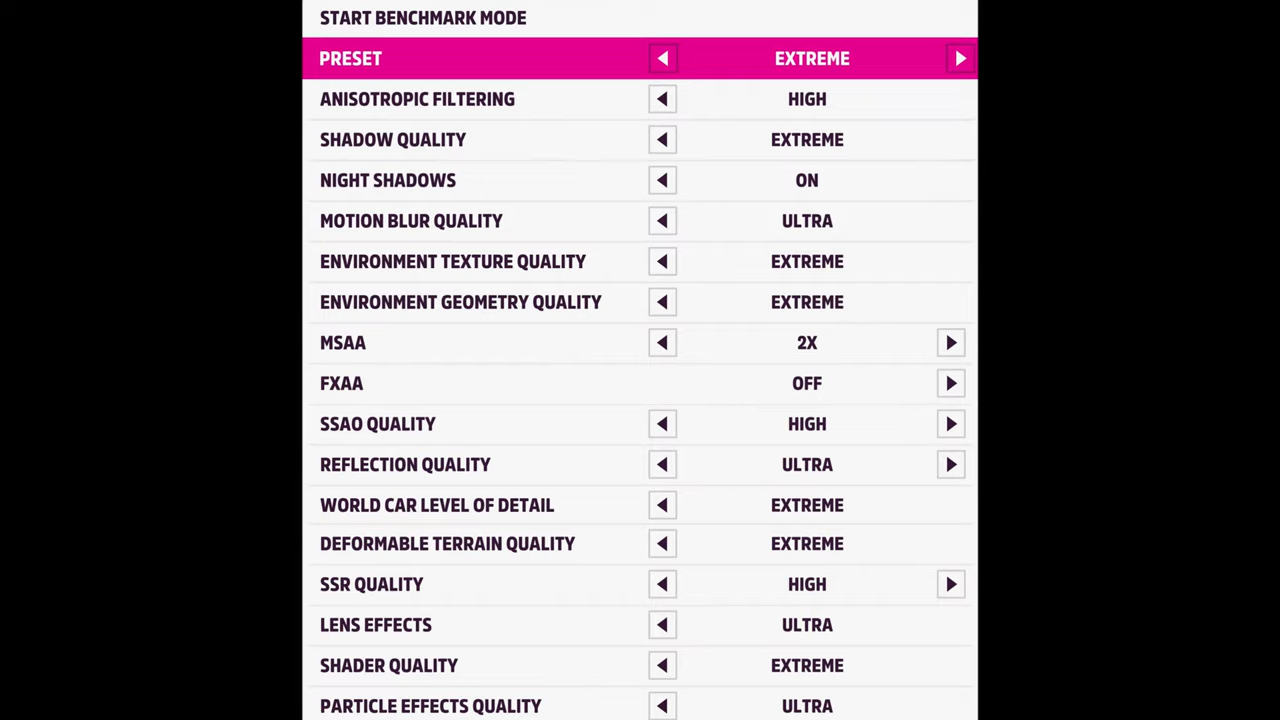 START BENCHMARK MODE
PRESET EXTREME
ANISOTROPIC FILTERING HIGH
SHADOW QUALITY EXTREME
NIGHT SHADOWS ON
MOTION BLUR QUALITY ULTRA
ENVIRONMENT TEXTURE QUALITY EXTREME
ENVIRONMENT GEOMETRY QUALITY EXTREME
MSAA 2X
FXAA OFF
SSAO QUALITY HIGH
REFLECTION QUALITY ULTRA
WORLD CAR LEVEL OF DETAIL EXTREME
DEFORMABLE TERRAIN QUALITY EXTREME
SSR QUALITY HIGH
LENS EFFECTS ULTRA
SHADER QUALITY EXTREME
PARTICLE EFFECTS QUALITY ULTRA